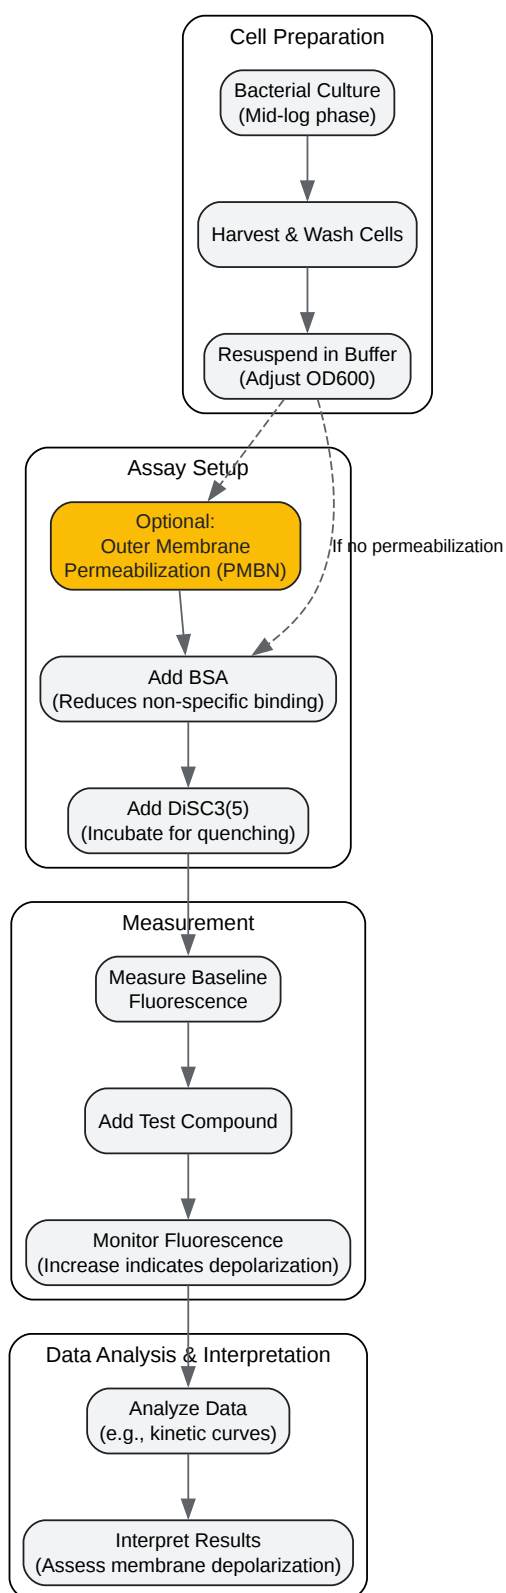 Cell Preparation
Bacterial Culture
(Mid-log phase)
Harvest & Wash Cells
Resuspend in Buffer
(Adjust OD600)
Assay Setup
Optional:
Outer Membrane
Permeabilization (PMBN)
If no permeabilization
Add BSA
(Reduces non-specific binding)
Add DiSC3(5)
(Incubate for quenching)
Measurement
Measure Baseline
Fluorescence
Add Test Compound
Monitor Fluorescence
(Increase indicates depolarization)
Data Analysis & Interpretation
Analyze Data
(e.g., kinetic curves)
Interpret Results
(Assess membrane depolarization)